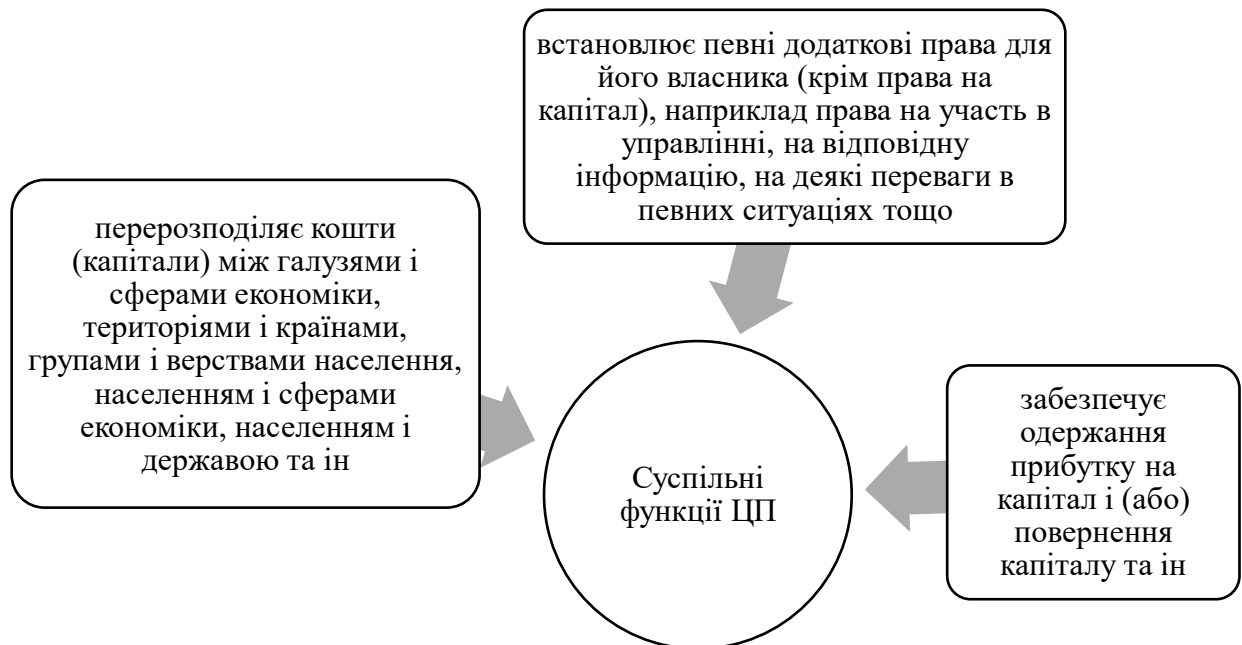 встановлює певні додаткові права для
його власника (крім права на
капітал), наприклад права на участь в
управлінні, на відповідну
інформацію, на деякі переваги в
певних ситуаціях тощо
перерозподіляє кошти
(капітали) між галузями і
сферами економіки,
територіями і країнами,
групами і верствами населення,
населенням і сферами
економіки, населенням і
державою та ін
забезпечує
одержання
прибутку на
капітал і (або)
повернення
капіталу та ін
Суспільні
функції ЦП